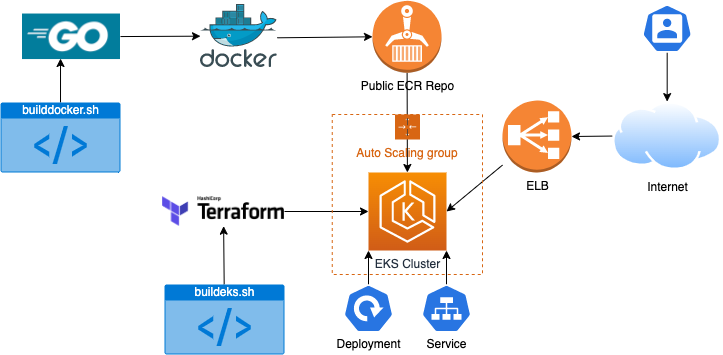 GO
docker
Public ECR Repo
builddocker.sh
</>
Auto Scaling group
ELB
Internet
HashiCorp
Terraform
K
EKS Cluster
buildeks.sh
</>
Deployment
Service